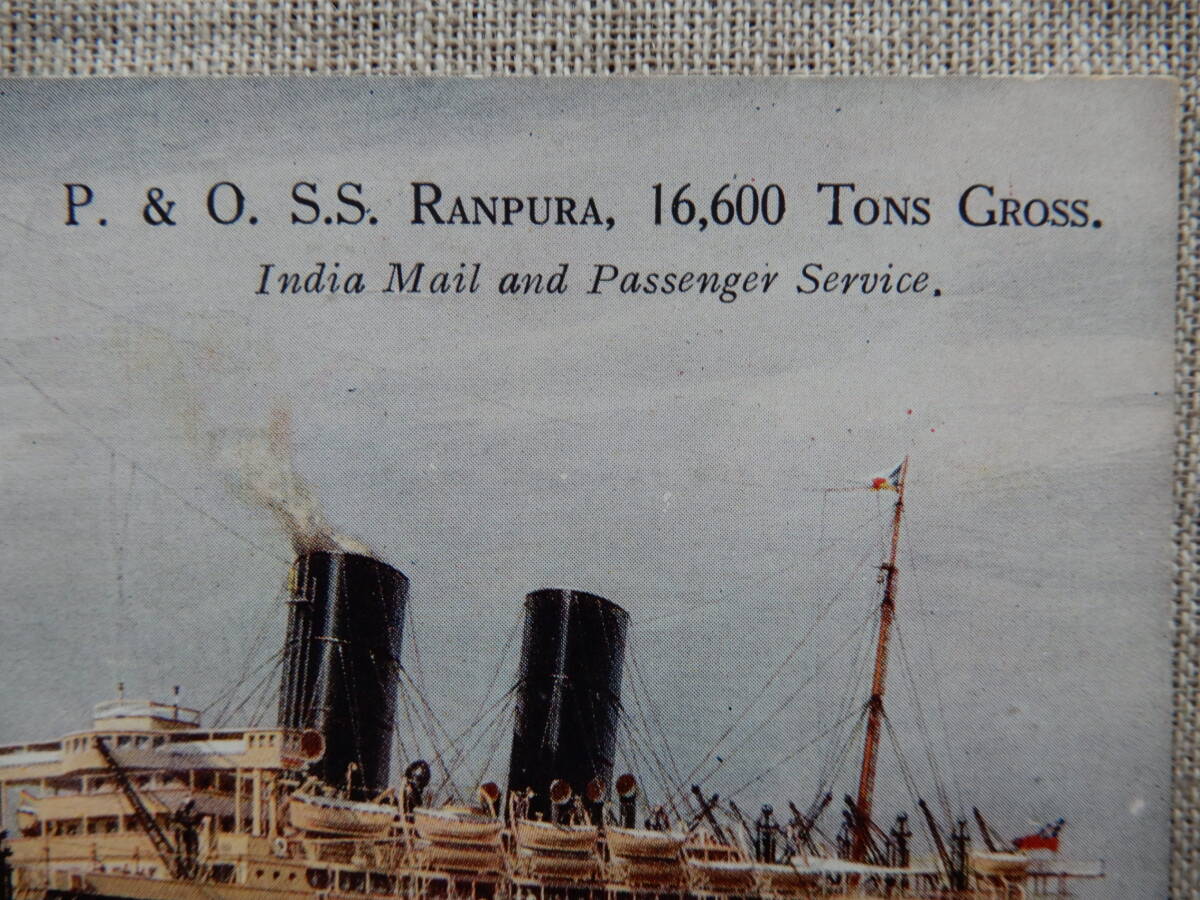 P. & O. S.S. RANPURA, 16,600 TONS GROSS.
India Mail and Passenger Service.